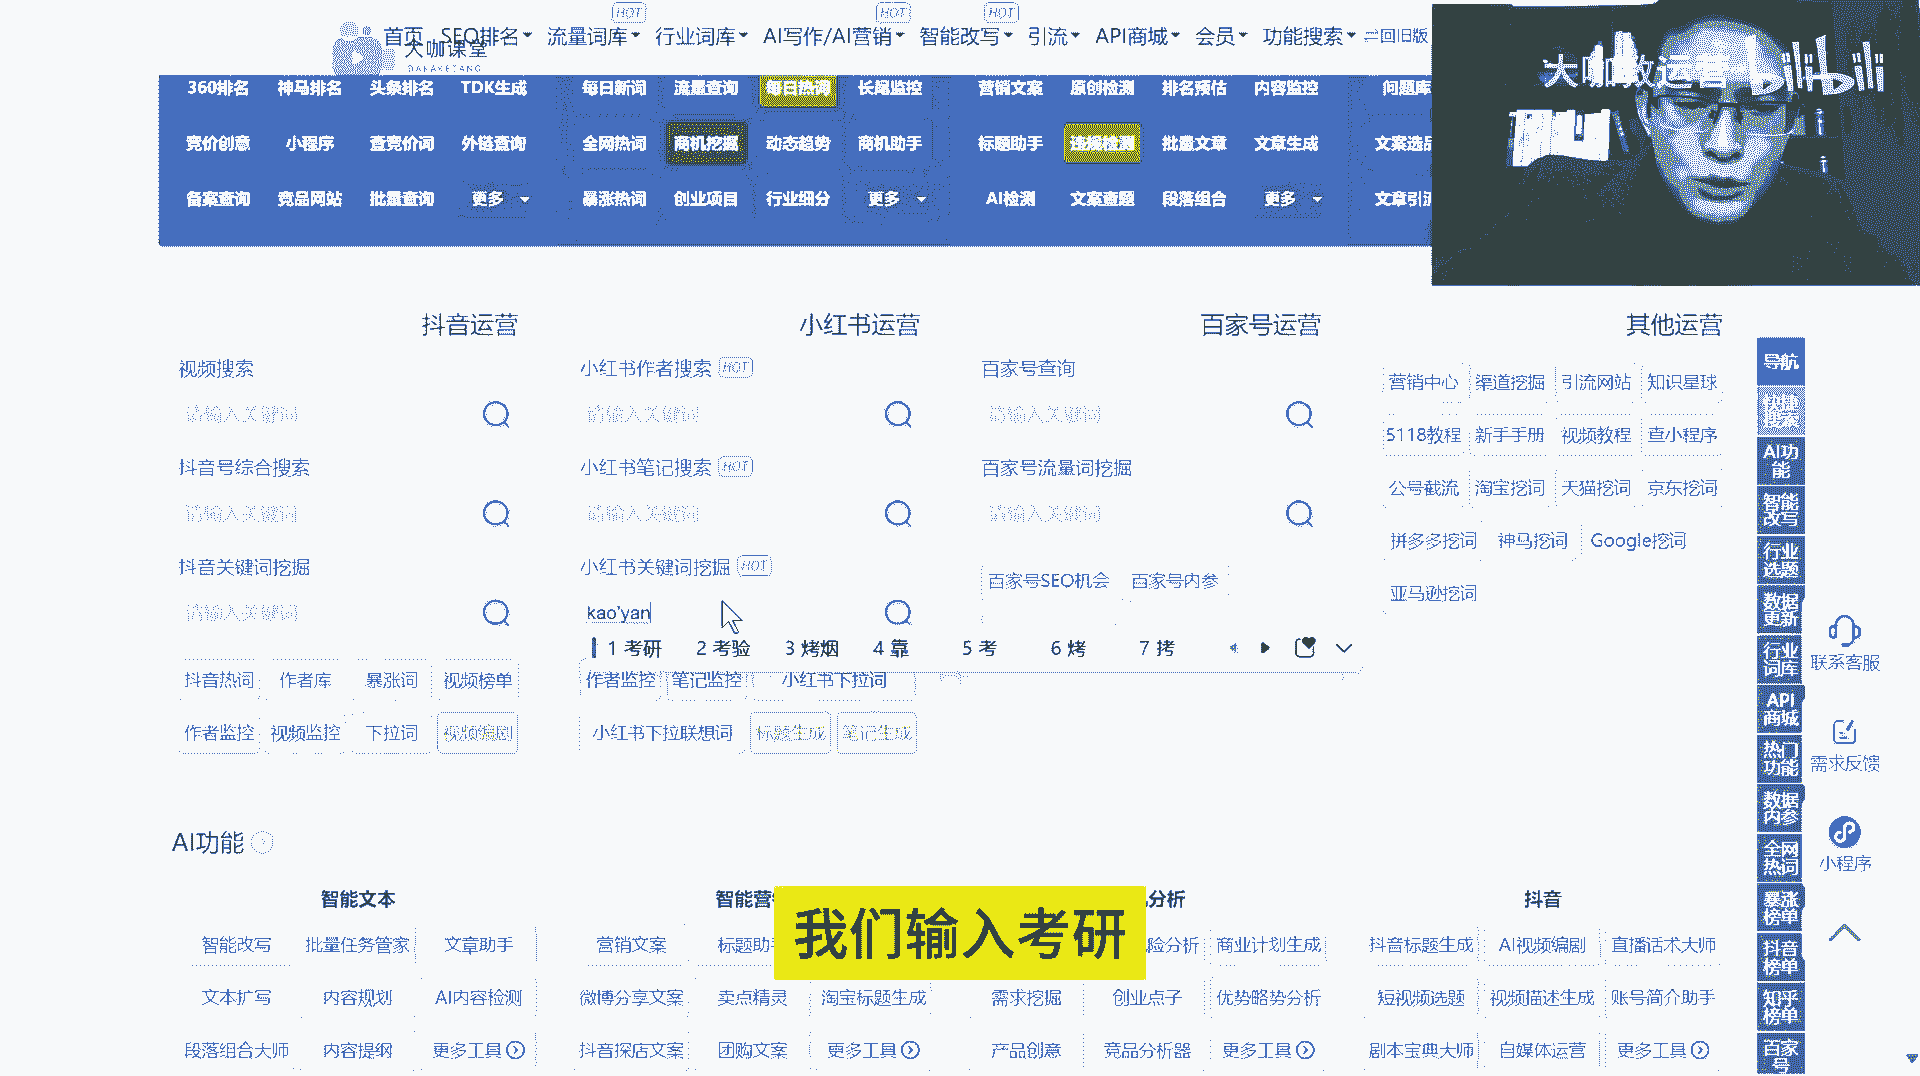 HOT HOT HOT
首页 SEO排名 流量词库 行业词库 AI写作/AI营销 智能改写 引流 API商城 会员 功能搜索 回旧版
大咖课堂
DAKAKETANG
大咖教运营 bilibili
360排名 神马排名 头条排名 TDK生成 每日新词 流量查询 每日热词 长尾监控 营销文案 原创检测 排名预估 内容监控 问题库
竞价创意 小程序 查竞价词 外链查询 全网热词 商机挖掘 动态趋势 商机助手 标题助手 违规检测 批量文章 文章生成 文案选品
备案查询 竞品网站 批量查询 更多 暴涨热词 创业项目 行业细分 更多 AI检测 文案查题 段落组合 更多 文章引流
抖音运营 小红书运营 百家号运营 其他运营
视频搜索 小红书作者搜索 HOT 百家号查询
请输入关键词 请输入关键词 请输入关键词
抖音号综合搜索 小红书笔记搜索 HOT 百家号流量词挖掘
请输入关键词 请输入关键词 请输入关键词
抖音关键词挖掘 小红书关键词挖掘 HOT
请输入关键词 kao'yan
1 考研 2 考验 3 烤烟 4 靠 5 考 6 烤 7 拷
百家号SEO机会 百家号内参
营销中心 渠道挖掘 引流网站 知识星球
5118教程 新手手册 视频教程 查小程序
公号截流 淘宝挖词 天猫挖词 京东挖词
拼多多挖词 神马挖词 Google挖词
亚马逊挖词
抖音热词 作者库 暴涨词 视频榜单 作者监控 笔记监控 小红书下拉词
作者监控 视频监控 下拉词 视频编剧 小红书下拉联想词 标题生成 笔记生成
AI功能
智能文本 智能营 分析 抖音
智能改写 批量任务管家 文章助手 营销文案 标题助 险分析 商业计划生成 抖音标题生成 AI视频编剧 直播话术大师
我们输入考研
文本扩写 内容规划 AI内容检测 微博分享文案 卖点精灵 淘宝标题生成 需求挖掘 创业点子 优势略势分析 短视频选题 视频描述生成 账号简介助手
段落组合大师 内容提纲 更多工具 抖音探店文案 团购文案 更多工具 产品创意 竞品分析器 更多工具 剧本宝典大师 自媒体运营 更多工具
导航
快捷搜索
AI功能
智能改写
行业选题
数据更新
行业词库
API商城
热门功能
数据内参
全网热词
暴涨榜单
抖音榜单
知乎榜单
百家号
联系客服
需求反馈
小程序